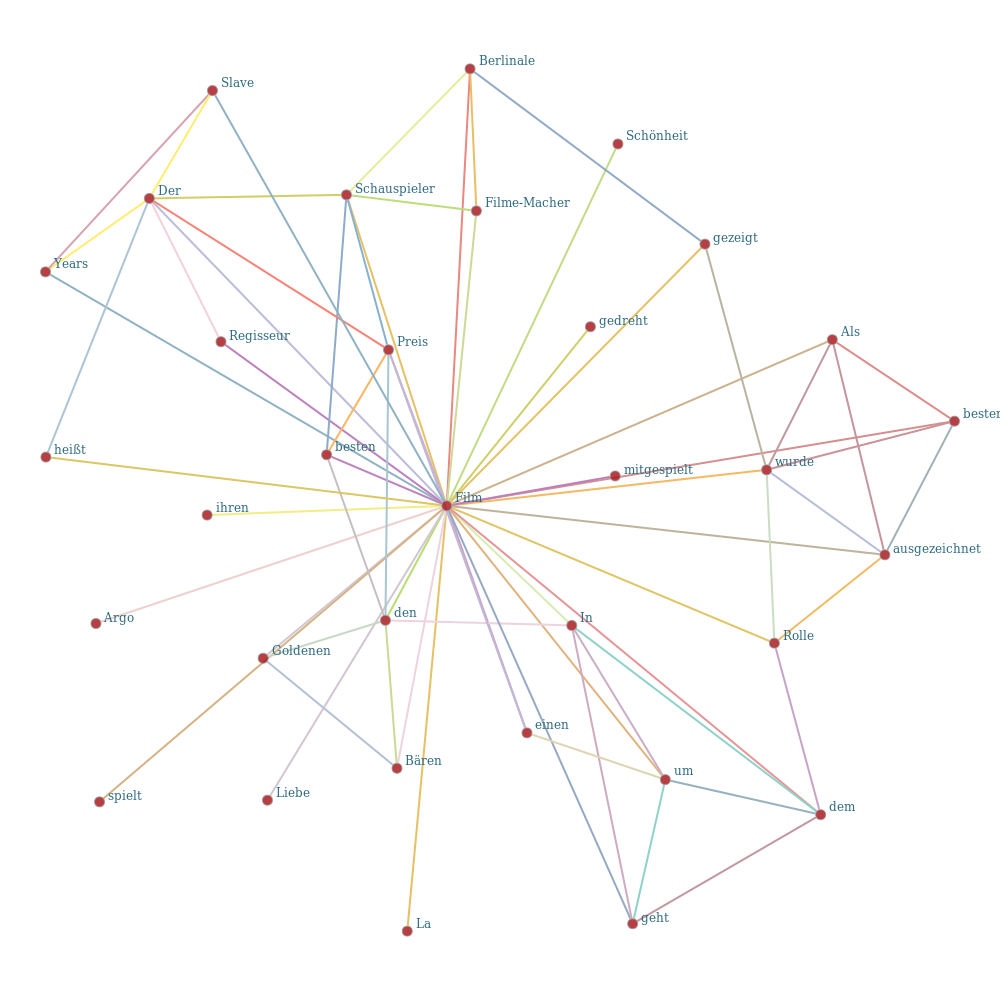 Berlinale
Slave
Schönheit
Der
Schauspieler
Filme-Macher
gezeigt
Years
gedreht
Regisseur
Preis
Als
bester
besten
heißt
wurde
mitgespielt
Film
ihren
ausgezeichnet
Argo
den
In
Rolle
Goldenen
einen
Bären
um
spielt
Liebe
dem
geht
La